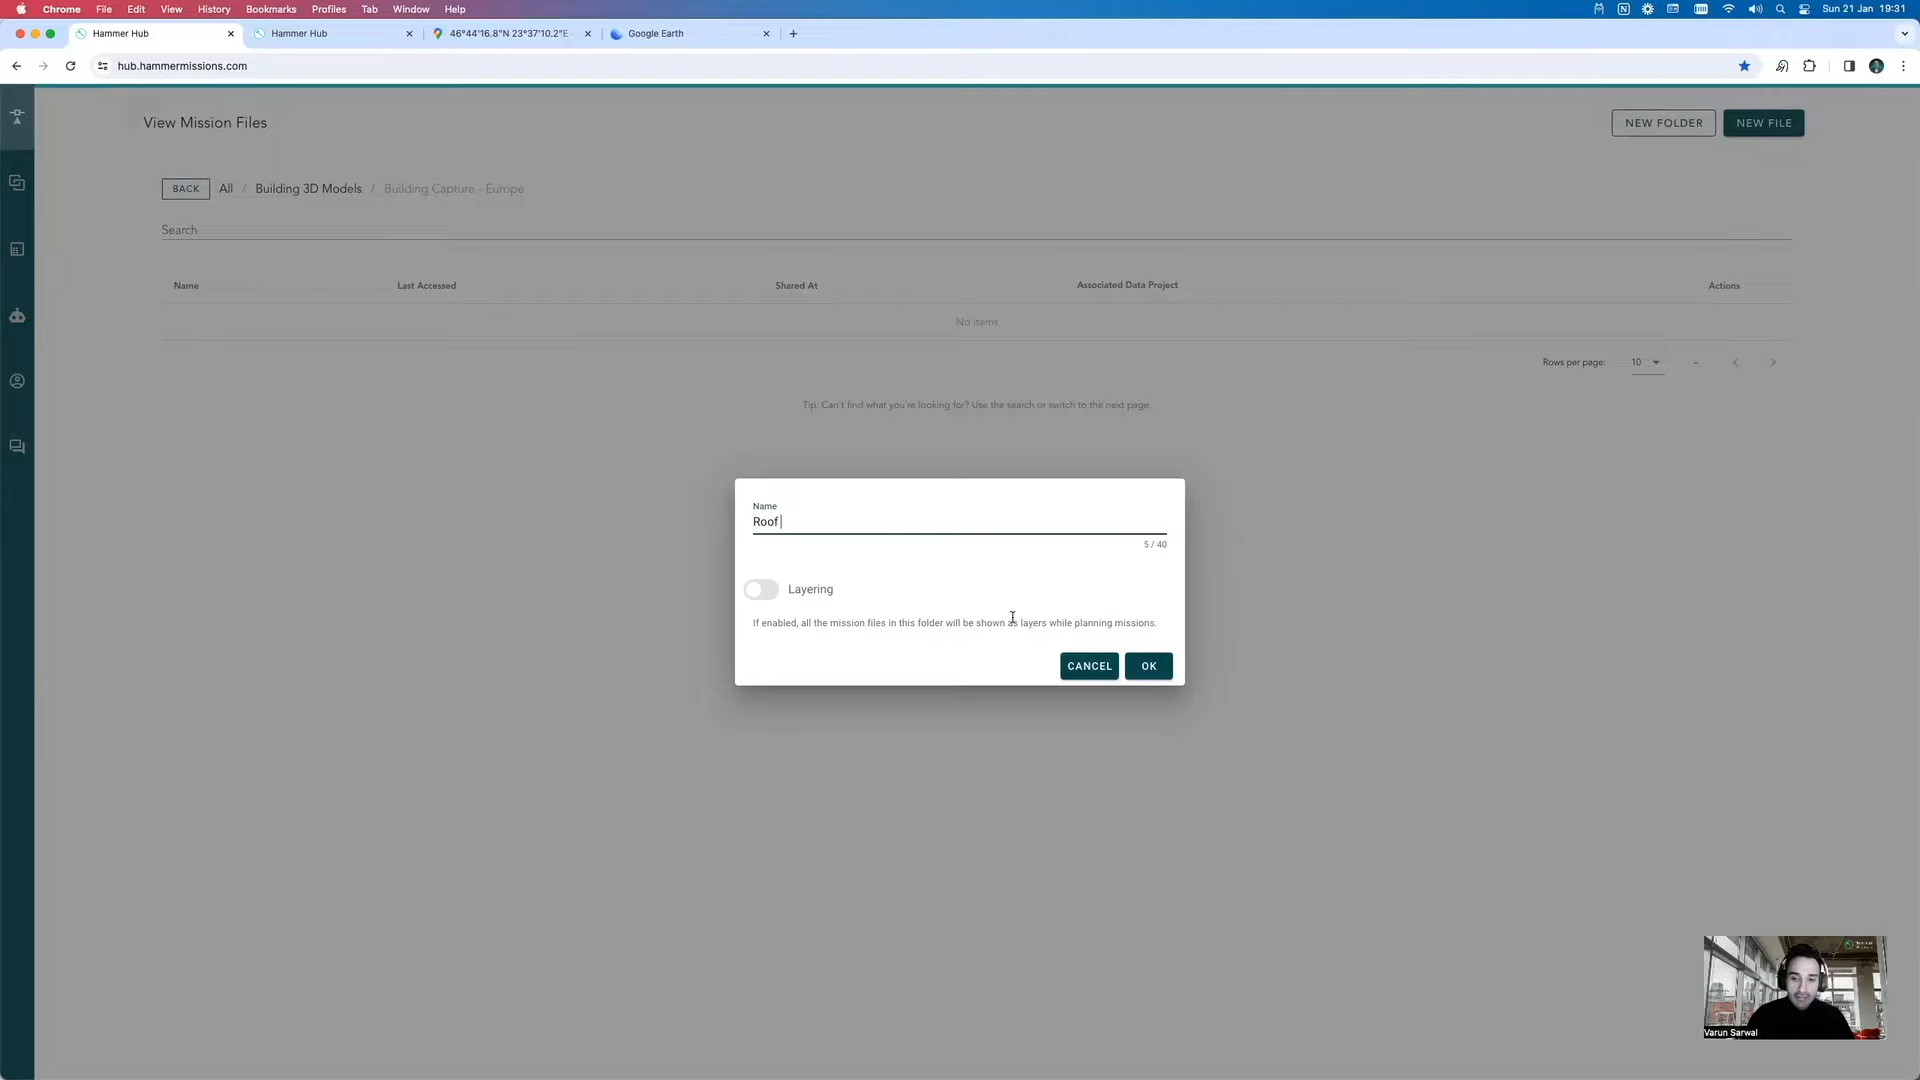 Chrome File Edit View History Bookmarks Profiles Tab Window Help
Sun 21 Jan 19:31
Hammer Hub
Hammer Hub
46°44'16.8"N 23°37'10.2"E
Google Earth
hub.hammermissions.com
View Mission Files
NEW FOLDER
NEW FILE
BACK
All / Building 3D Models / Building Capture - Europe
Search
Name Last Accessed Shared At Associated Data Project Actions
No items
Rows per page: 10 -
Tip: Can't find what you're looking for? Use the search or switch to the next page.
Name
Roof
5 / 40
Layering
If enabled, all the mission files in this folder will be shown as layers while planning missions.
CANCEL
OK
Varun Sarwal